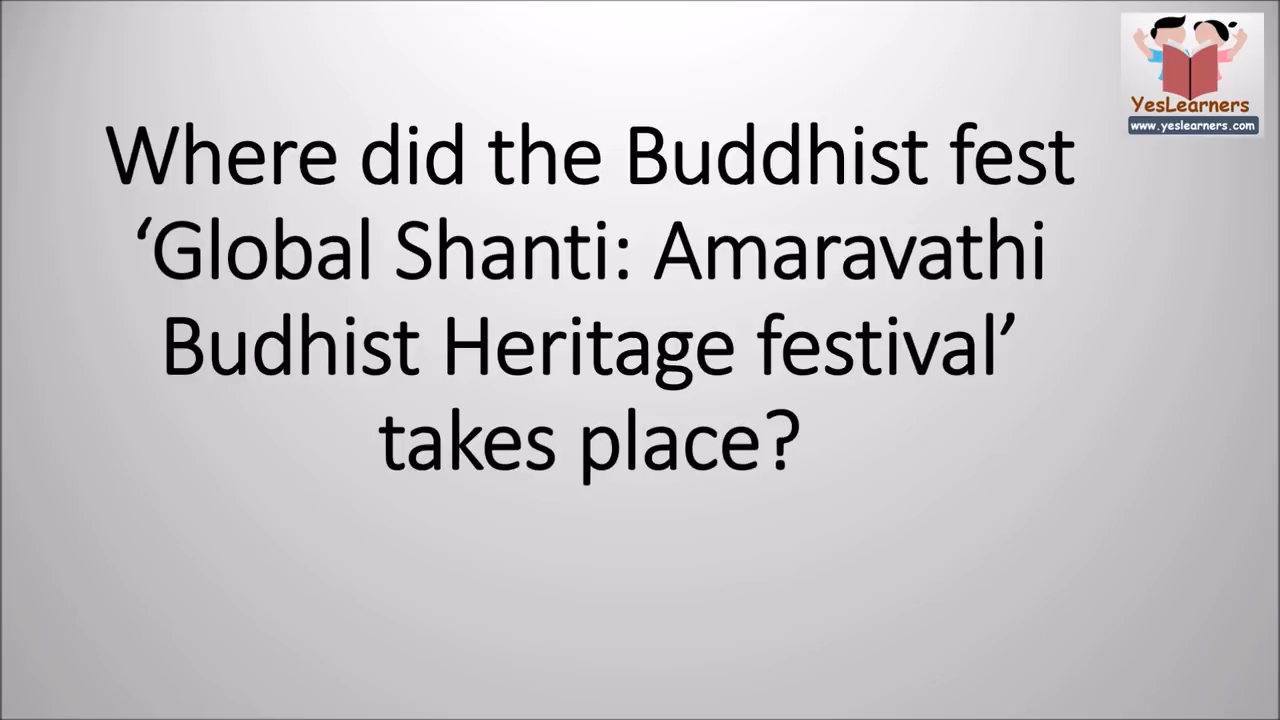 YesLearners
www.yeslearners.com
Where did the Buddhist fest
‘Global Shanti: Amaravathi
Budhist Heritage festival’
takes place?